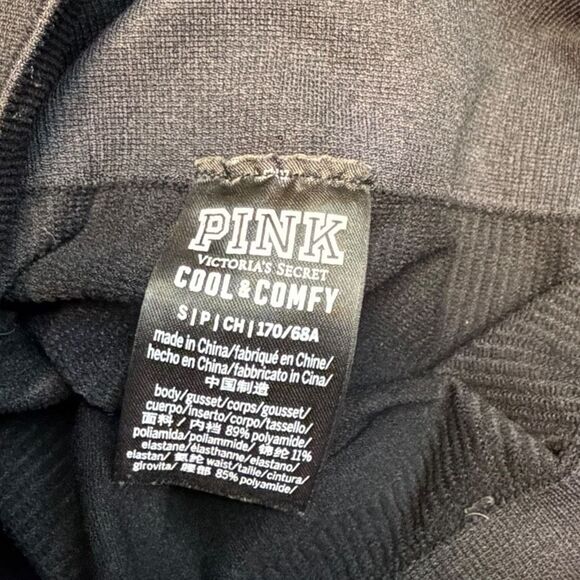 PINK
VICTORIA'S SECRET
COOL & COMFY
S | P | CH | 170/68A
made in China/fabriqué en Chine/
hecho en China/fabbricato in Cina/
中国制造
body/gusset/corps/gousset/
cuerpo/inserto/corpo/tassello/
面料 / 内裆 89% polyamide/
poliamida/poliammide/ 锦纶 11%
elastane/élasthanne/elastano/
elastan/ 氨纶 waist/taille/cintura/
girovita/ 腰部 85% polyamide/